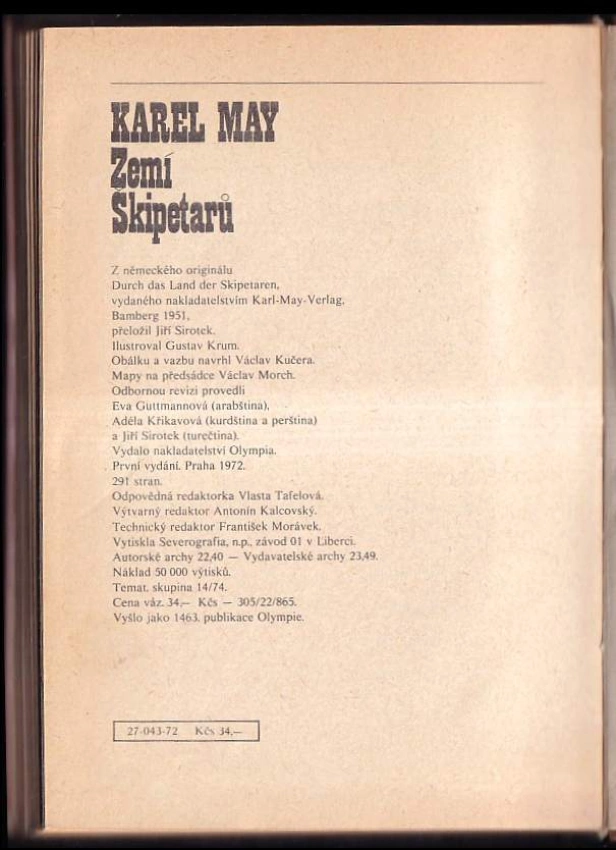 KAREL MAY
Zemí
Škipetarů
Z německého originálu
Durch das Land der Skipetaren,
vydaného nakladatelstvím Karl-May-Verlag,
Bamberg 1951,
přeložil Jiří Sirotek.
Ilustroval Gustav Krum.
Obálku a vazbu navrhl Václav Kučera.
Mapy na předsádce Václav Morch.
Odbornou revizi provedli
Eva Guttmannová (arabština),
Adéla Křikavová (kurdština a perština)
a Jiří Sirotek (turečtina).
Vydalo nakladatelství Olympia.
První vydání. Praha 1972.
291 stran.
Odpovědná redaktorka Vlasta Tafelová.
Výtvarný redaktor Antonín Kalcovský.
Technický redaktor František Morávek.
Vytiskla Severografia, n.p., závod 01 v Liberci.
Autorské archy 22,40 — Vydavatelské archy 23,49.
Náklad 50 000 výtisků.
Temat. skupina 14/74.
Cena váz. 34,— Kčs — 305/22/865.
Vyšlo jako 1463. publikace Olympie.
27-043-72 Kčs 34,—